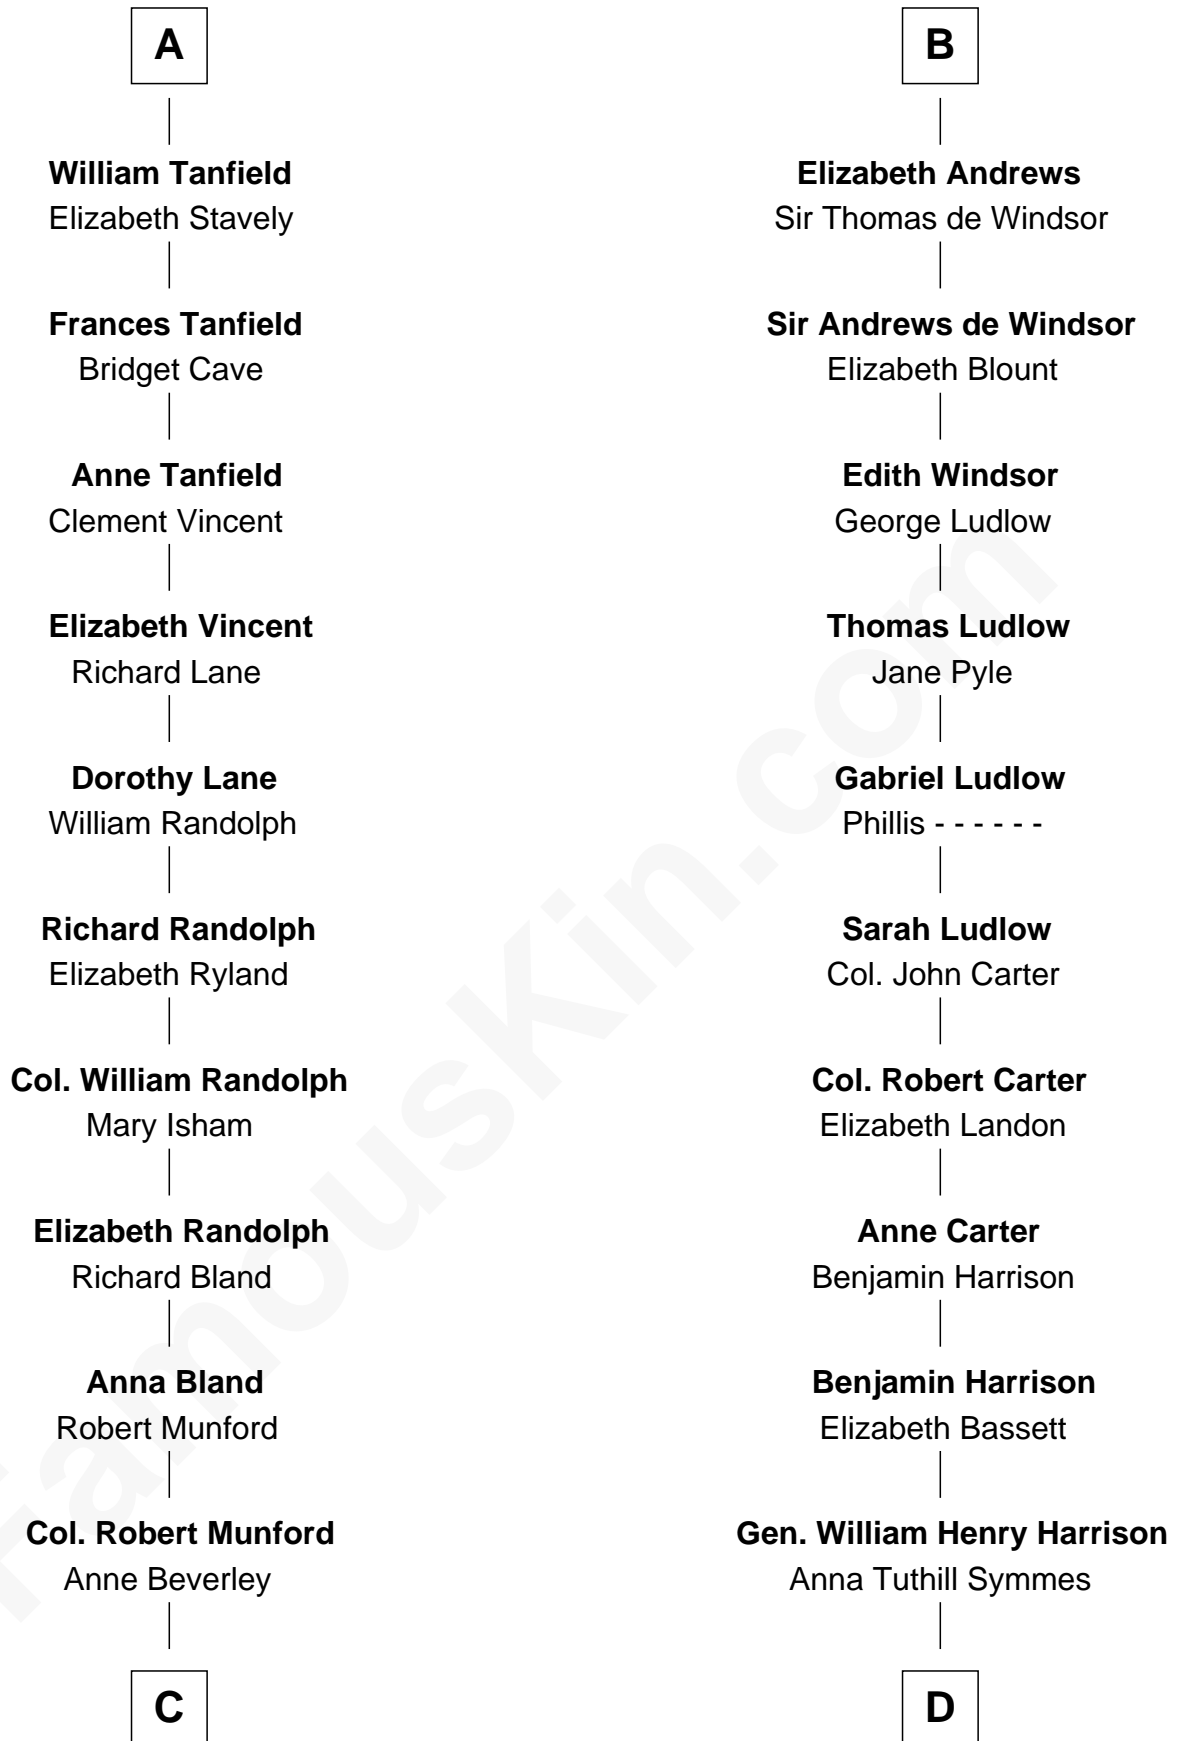 A
William Tanfield
Elizabeth Stavely
Frances Tanfield
Bridget Cave
Anne Tanfield
Clement Vincent
Elizabeth Vincent
Richard Lane
Dorothy Lane
William Randolph
Richard Randolph
Elizabeth Ryland
Col. William Randolph
Mary Isham
Elizabeth Randolph
Richard Bland
Anna Bland
Robert Munford
Col. Robert Munford
Anne Beverley
C
B
Elizabeth Andrews
Sir Thomas de Windsor
Sir Andrews de Windsor
Elizabeth Blount
Edith Windsor
George Ludlow
Thomas Ludlow
Jane Pyle
Gabriel Ludlow
Phillis - - - - - -
Sarah Ludlow
Col. John Carter
Col. Robert Carter
Elizabeth Landon
Anne Carter
Benjamin Harrison
Benjamin Harrison
Elizabeth Bassett
Gen. William Henry Harrison
Anna Tuthill Symmes
D
FamousKin.com